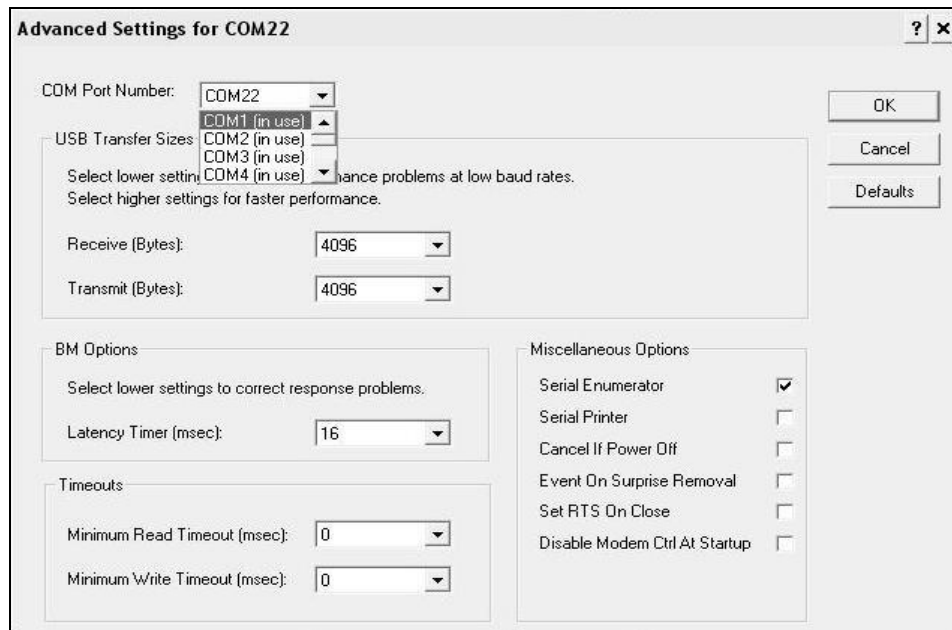 Advanced Settings for COM22
COM Port Number: COM22
COM1 (in use)
COM2 (in use)
COM3 (in use)
COM4 (in use)
OK
Cancel
Defaults
USB Transfer Sizes
Select lower setting mance problems at low baud rates.
Select higher settings for faster performance.
Receive (Bytes): 4096
Transmit (Bytes): 4096
BM Options
Select lower settings to correct response problems.
Latency Timer (msec): 16
Timeouts
Minimum Read Timeout (msec): 0
Minimum Write Timeout (msec): 0
Miscellaneous Options
Serial Enumerator
Serial Printer
Cancel If Power Off
Event On Surprise Removal
Set RTS On Close
Disable Modem Ctrl At Startup